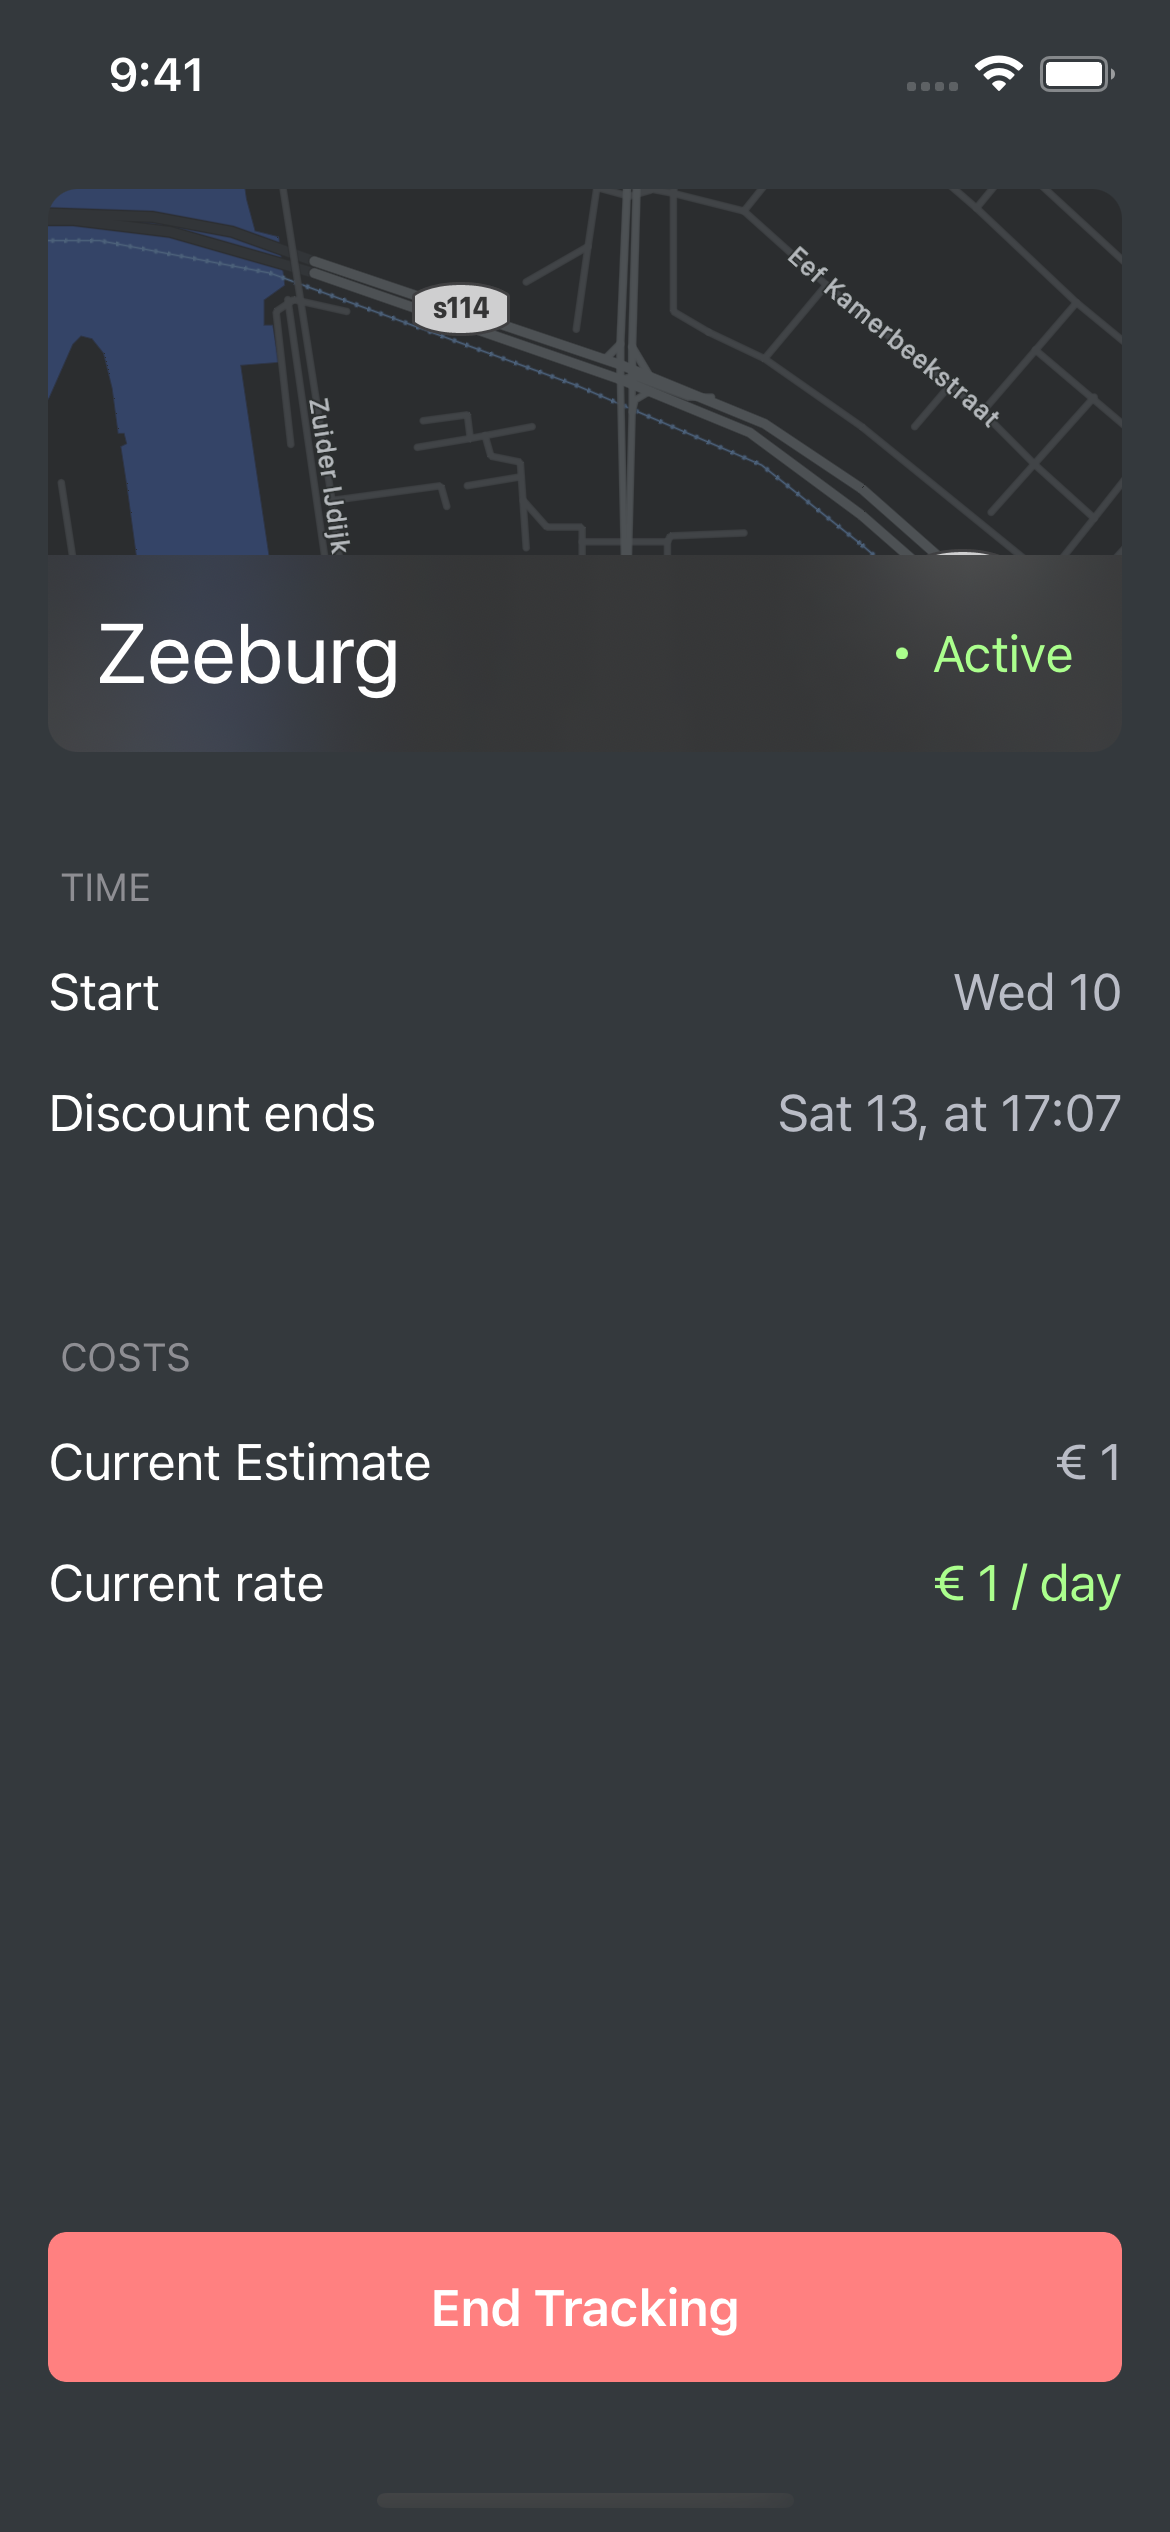 9:41
s114
Eef Kamerbeekstraat
Zuider IJdijk
Zeeburg
• Active
TIME
Start
Wed 10
Discount ends
Sat 13, at 17:07
COSTS
Current Estimate
€ 1
Current rate
€ 1 / day
End Tracking